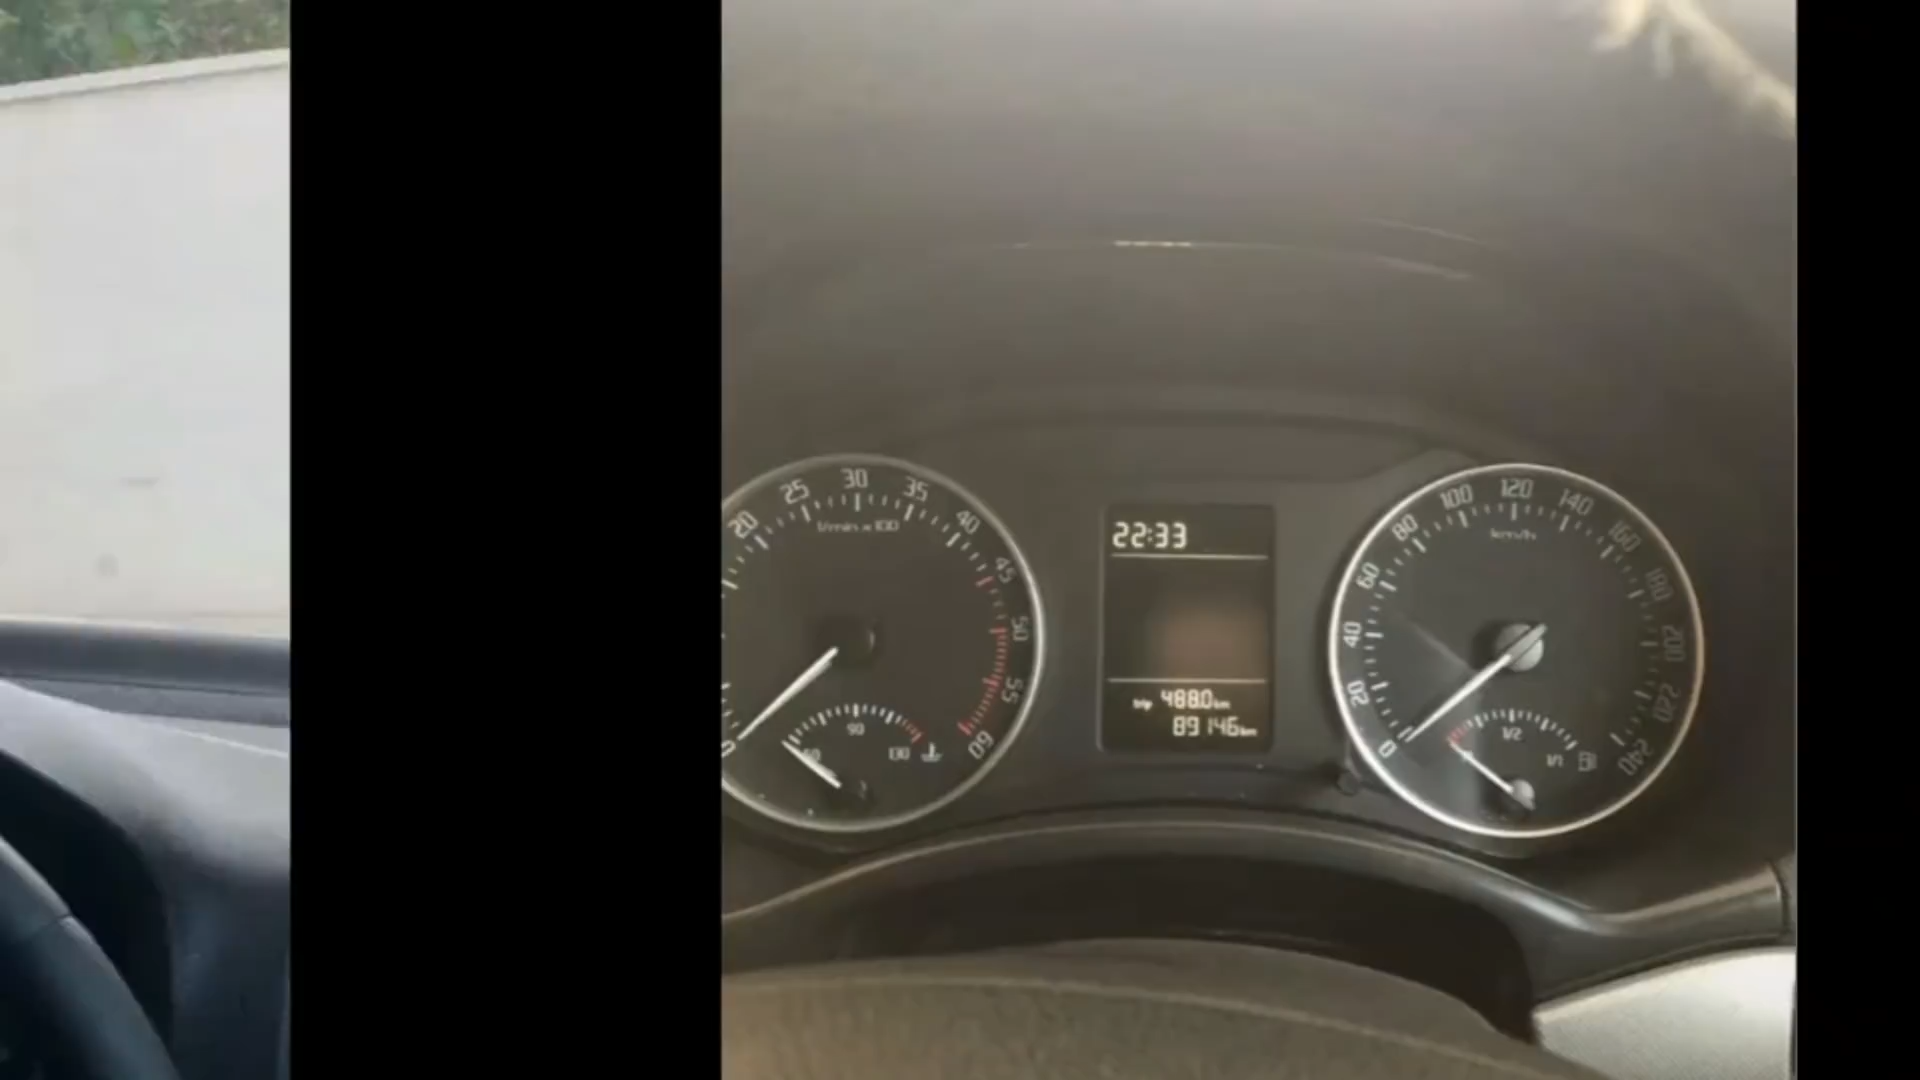 20 25 30 35 40 45 50 55 60
1/min x 100
90
130
22:33
trip 488.0 km
89146 km
0 20 40 60 80 100 120 140 160 180 200 220 240
km/h
1/2
1/1